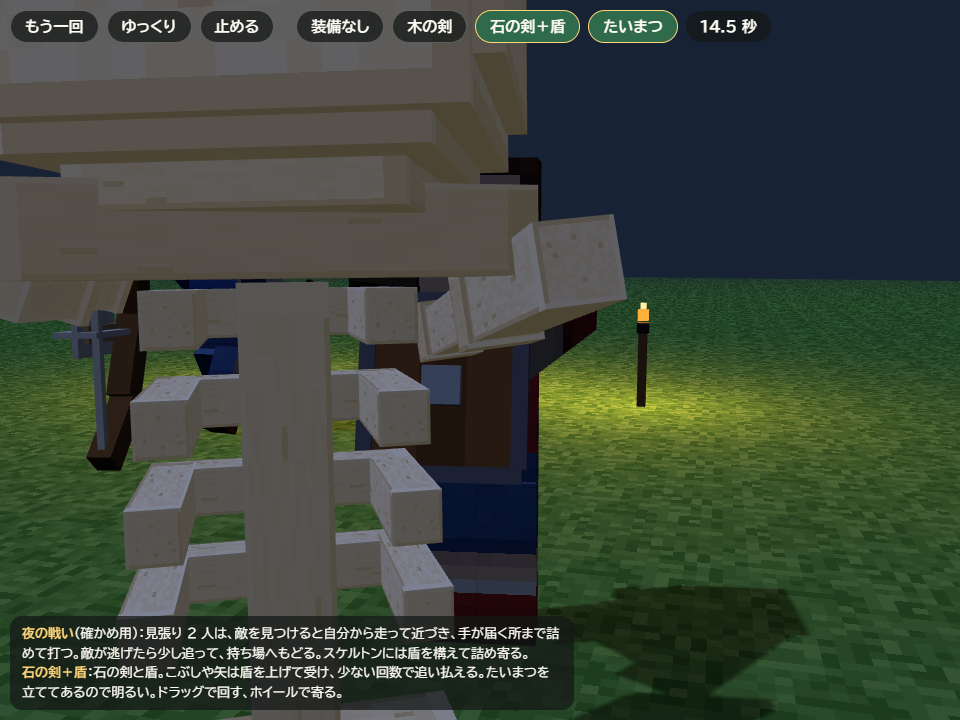 もう一回 ゆっくり 止める 装備なし 木の剣 石の剣＋盾 たいまつ 14.5 秒
夜の戦い（確かめ用）：見張り 2 人は、敵を見つけると自分から走って近づき、手が届く所まで詰
めて打つ。敵が逃げたら少し追って、持ち場へもどる。スケルトンには盾を構えて詰め寄る。
石の剣＋盾：石の剣と盾。こぶしや矢は盾を上げて受け、少ない回数で追い払える。たいまつを
立ててあるので明るい。ドラッグで回す、ホイールで寄る。